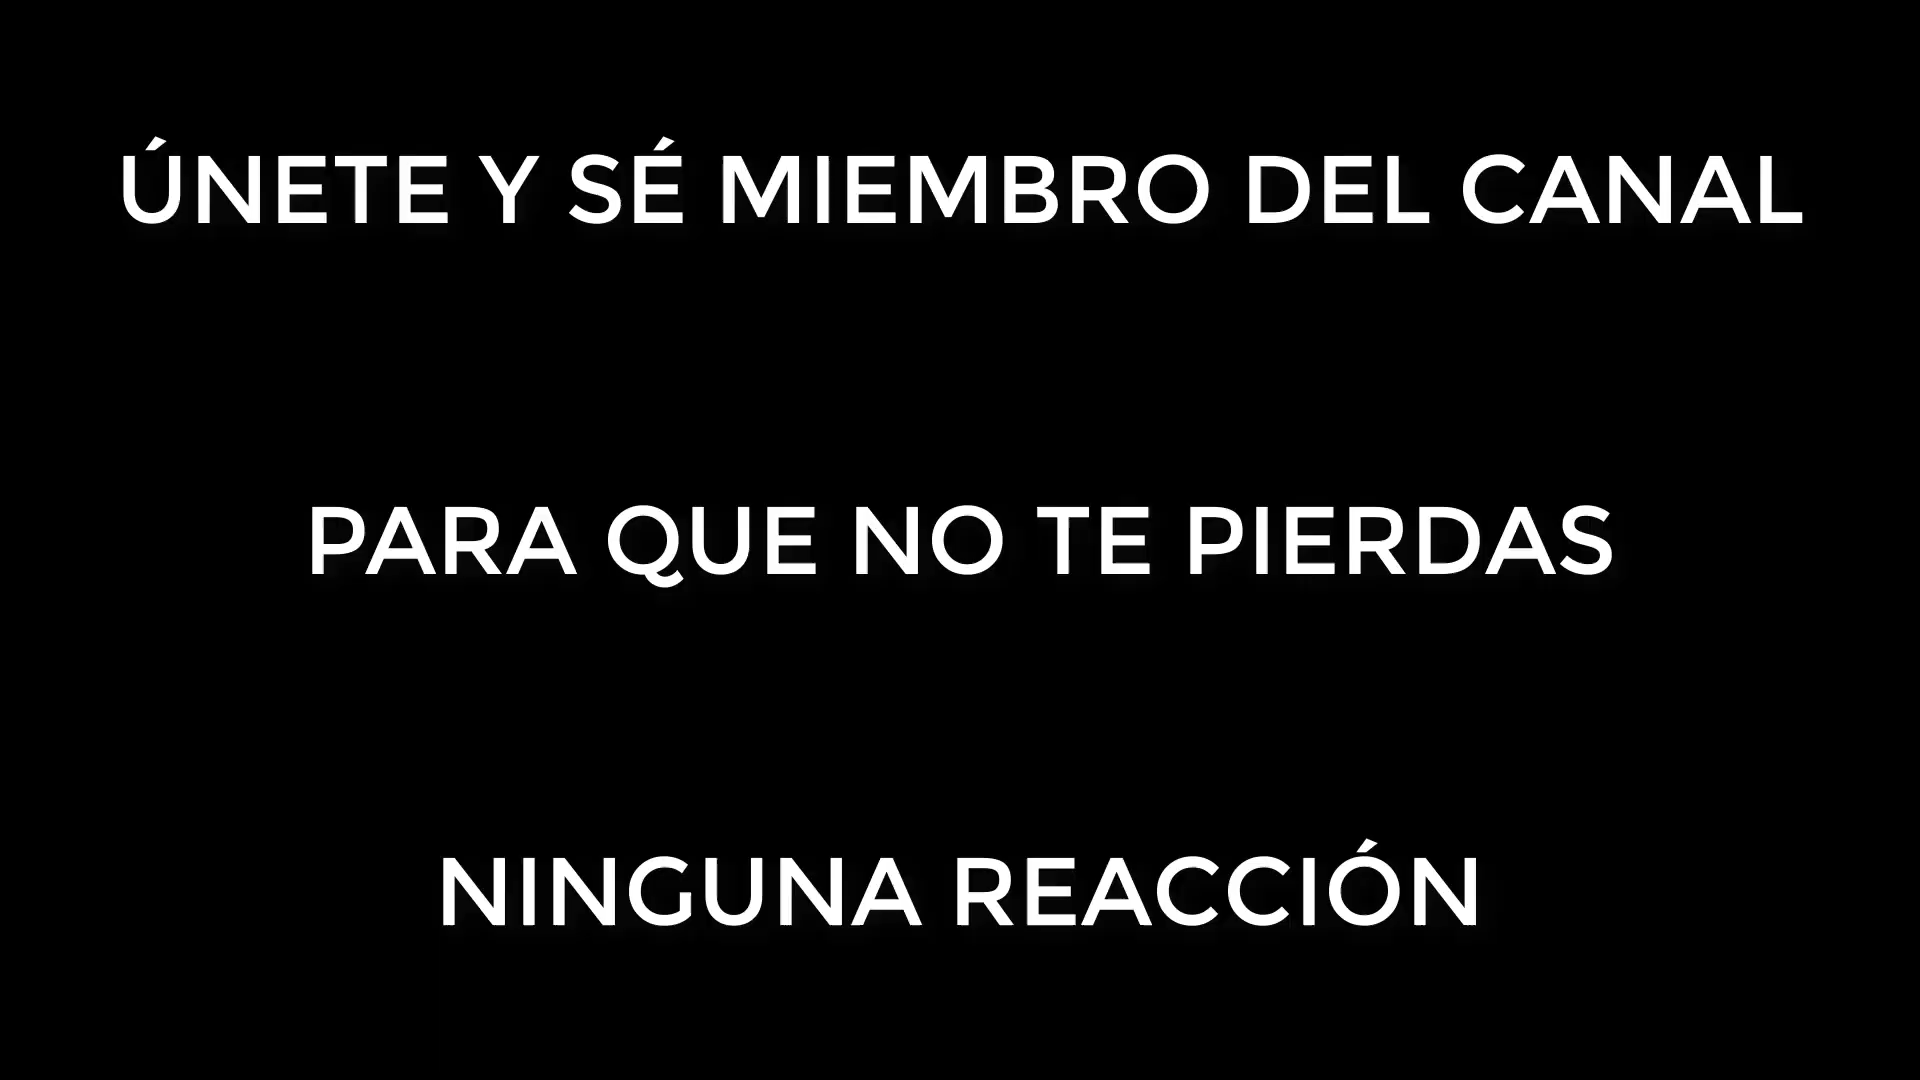 ÚNETE Y SÉ MIEMBRO DEL CANAL
PARA QUE NO TE PIERDAS
NINGUNA REACCIÓN